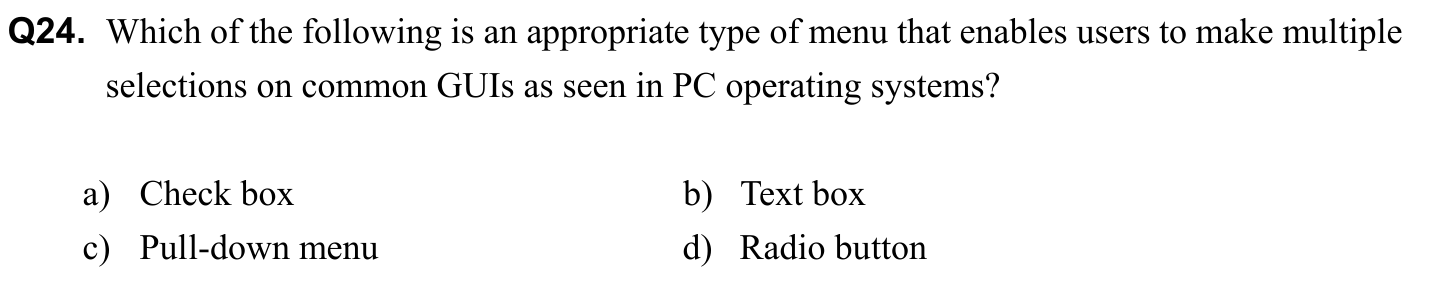 Q24. Which of the following is an appropriate type of menu that enables users to make multiple
selections on common GUIs as seen in PC operating systems?
a) Check box b) Text box
c) Pull-down menu d) Radio button